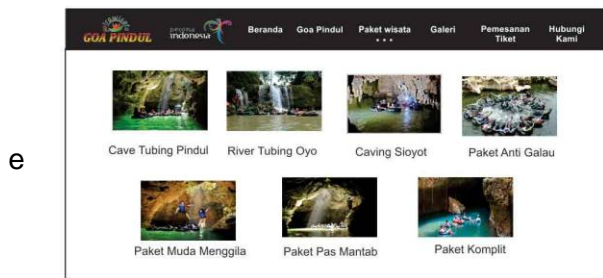 GOA PINDUL
pesona
indonesia
Beranda Goa Pindul Paket wisata Galeri Pemesanan Tiket Hubungi Kami
Cave Tubing Pindul River Tubing Oyo Caving Sioyot Paket Anti Galau
e
Paket Muda Menggila Paket Pas Mantab Paket Komplit